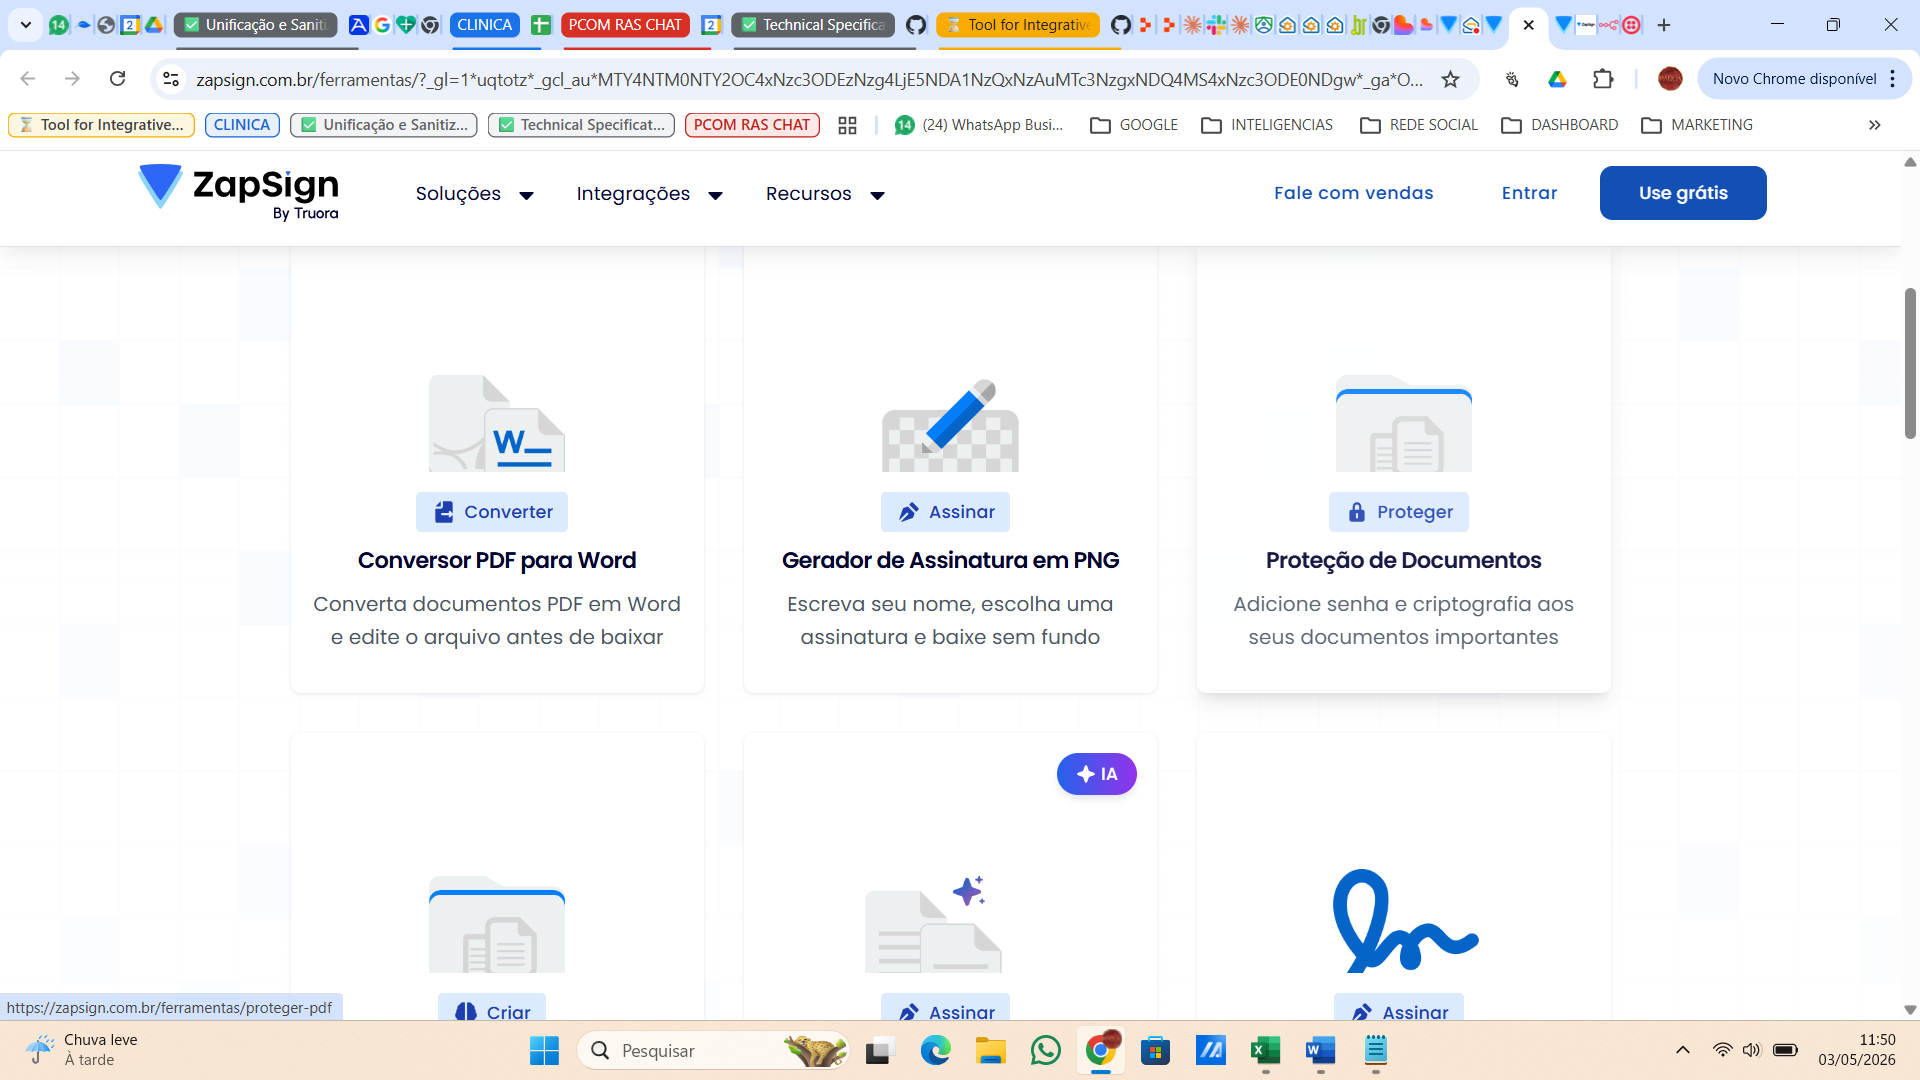 14
2
Unificação e Saniti
CLINICA
PCOM RAS CHAT
2
Technical Specifica
Tool for Integrative
zapsign.com.br/ferramentas/?_gl=1*uqtotz*_gcl_au*MTY4NTM0NTY2OC4xNzc3ODEzNzg4LjE5NDA1NzQxNzAuMTc3NzgxNDQ4MS4xNzc3ODE0NDgw*_ga*O...
Novo Chrome disponível
Tool for Integrative...
CLINICA
Unificação e Sanitiz...
Technical Specificat...
PCOM RAS CHAT
14
(24) WhatsApp Busi...
GOOGLE
INTELIGENCIAS
REDE SOCIAL
DASHBOARD
MARKETING
ZapSign
By Truora
Soluções
Integrações
Recursos
Fale com vendas
Entrar
Use grátis
W
Converter
Assinar
Proteger
Conversor PDF para Word
Gerador de Assinatura em PNG
Proteção de Documentos
Converta documentos PDF em Word
e edite o arquivo antes de baixar
Escreva seu nome, escolha uma
assinatura e baixe sem fundo
Adicione senha e criptografia aos
seus documentos importantes
IA
Criar
Assinar
Assinar
https://zapsign.com.br/ferramentas/proteger-pdf
Chuva leve
À tarde
Pesquisar
11:50
03/05/2026